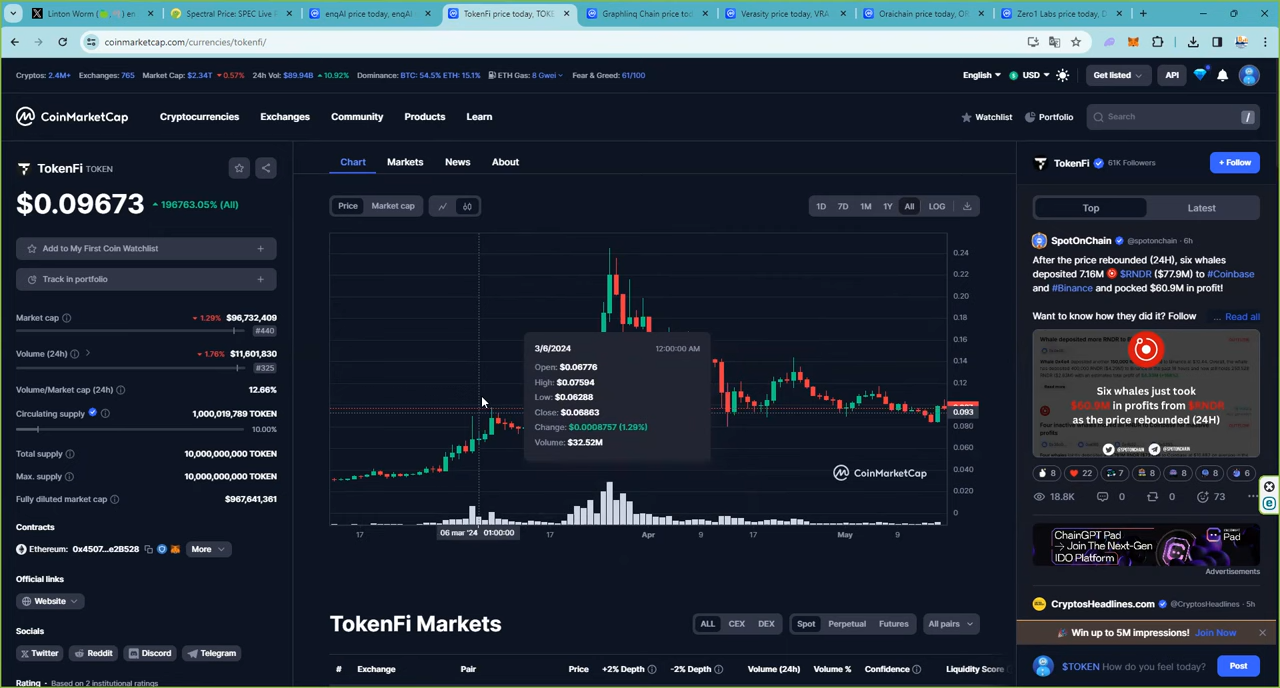 Linton Worm
en
Spectral Price: SPEC Live P
enqAI price today, enqAI
TokenFi price today, TOKE
Graphlinq Chain price tod
Verasity price today, VRA
Oraichain price today, OR
Zero1 Labs price today, D
coinmarketcap.com/currencies/tokenfi/
Cryptos: 2.4M+ Exchanges: 765 Market Cap: $2.34T 0.57% 24h Vol: $89.94B 10.92% Dominance: BTC: 54.5% ETH: 15.1% ETH Gas: 8 Gwei Fear & Greed: 61/100
English USD Get listed API
CoinMarketCap
Cryptocurrencies Exchanges Community Products Learn
Watchlist Portfolio Search /
TokenFi TOKEN
$0.09673 196763.05% (All)
Add to My First Coin Watchlist +
Track in portfolio +
Market cap 1.29% $96,732,409
#440
Volume (24h) 1.76% $11,601,830
#325
Volume/Market cap (24h) 12.66%
Circulating supply 1,000,019,789 TOKEN
10.00%
Total supply 10,000,000,000 TOKEN
Max. supply 10,000,000,000 TOKEN
Fully diluted market cap $967,641,361
Contracts
Ethereum: 0x4507...e2B528 More
Official links
Website
Socials
Twitter Reddit Discord Telegram
Rating · Based on 2 institutional ratings
Chart Markets News About
Price Market cap
1D 7D 1M 1Y All LOG
0.24
0.22
0.20
0.18
0.16
0.14
0.12
0.093
0.080
0.060
0.040
0.020
0
3/6/2024 12:00:00 AM
Open: $0.06776
High: $0.07594
Low: $0.06288
Close: $0.06863
Change: $0.0008757 (1.29%)
Volume: $32.52M
CoinMarketCap
17 06 mar '24 01:00:00 17 Apr 9 17 May 9
TokenFi Markets
ALL CEX DEX Spot Perpetual Futures All pairs
# Exchange Pair Price +2% Depth -2% Depth Volume (24h) Volume % Confidence Liquidity Score
TokenFi 61K Followers
+ Follow
Top Latest
SpotOnChain @spotonchain · 6h
After the price rebounded (24H), six whales
deposited 7.16M $RNDR ($77.9M) to #Coinbase
and #Binance and pocked $60.9M in profit!
Want to know how they did it? Follow ... Read all
Six whales just took
$60.9M in profits from $RNDR
as the price rebounded (24H)
@SPOTONCHAIN @SPOTONCHAIN
8 22 7 8 8 8 6
18.8K 0 0 73 ...
ChainGPT Pad
→ Join The Next-Gen
IDO Platform
Pad
Advertisements
CryptosHeadlines.com @CryptosHeadlines · 5h
Win up to 5M impressions! Join Now
$TOKEN How do you feel today? Post